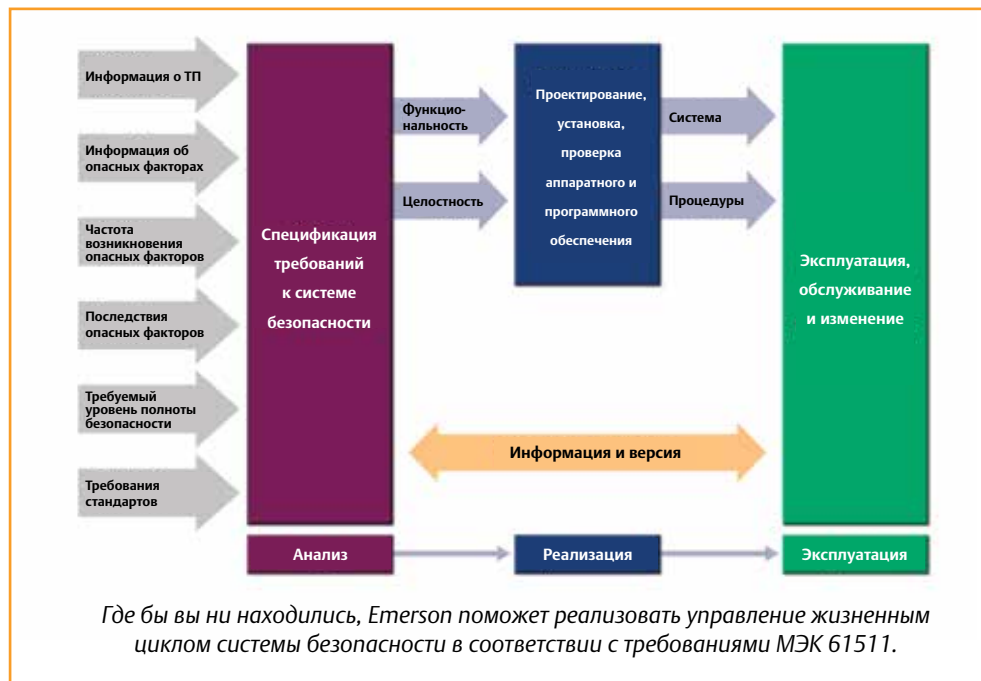 Информация о ТП
Информация об
опасных факторах
Частота
возникновения
опасных факторов
Последствия
опасных факторов
Требуемый
уровень полноты
безопасности
Требования
стандартов
Спецификация
требований
к системе
безопасности
Функцио-
нальность
Целостность
Проектирование,
установка,
проверка
аппаратного и
программного
обеспечения
Система
Процедуры
Эксплуатация,
обслуживание
и изменение
Информация и версия
Анализ
Реализация
Эксплуатация
Где бы вы ни находились, Emerson поможет реализовать управление жизненным
циклом системы безопасности в соответствии с требованиями МЭК 61511.